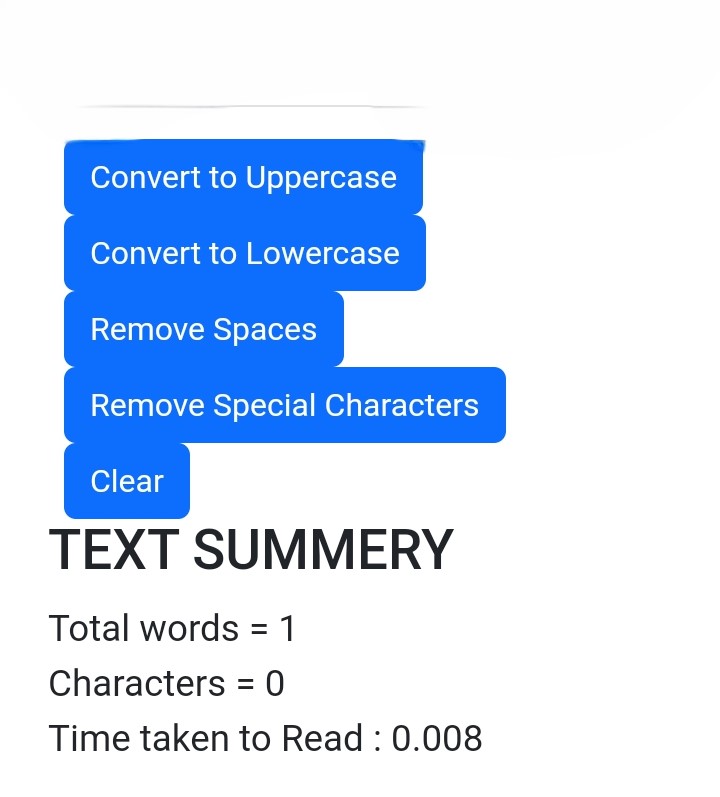 Convert to Uppercase
Convert to Lowercase
Remove Spaces
Remove Special Characters
Clear
TEXT SUMMERY
Total words = 1
Characters = 0
Time taken to Read : 0.008